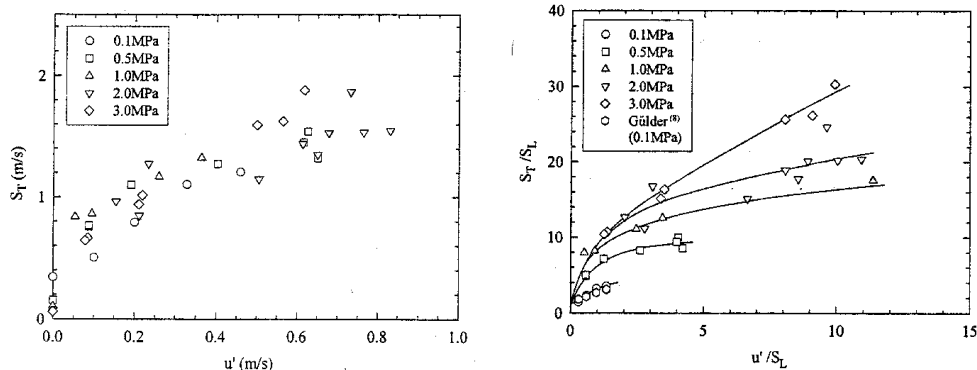 2
1
0
S_T (m/s)
0.1MPa
0.5MPa
1.0MPa
2.0MPa
3.0MPa
0.0 0.2 0.4 0.6 0.8 1.0
u' (m/s)
40
30
20
10
0
S_T/S_L
0.1MPa
0.5MPa
1.0MPa
2.0MPa
3.0MPa
Gülder(8)
(0.1MPa)
0 5 10 15
u'/S_L